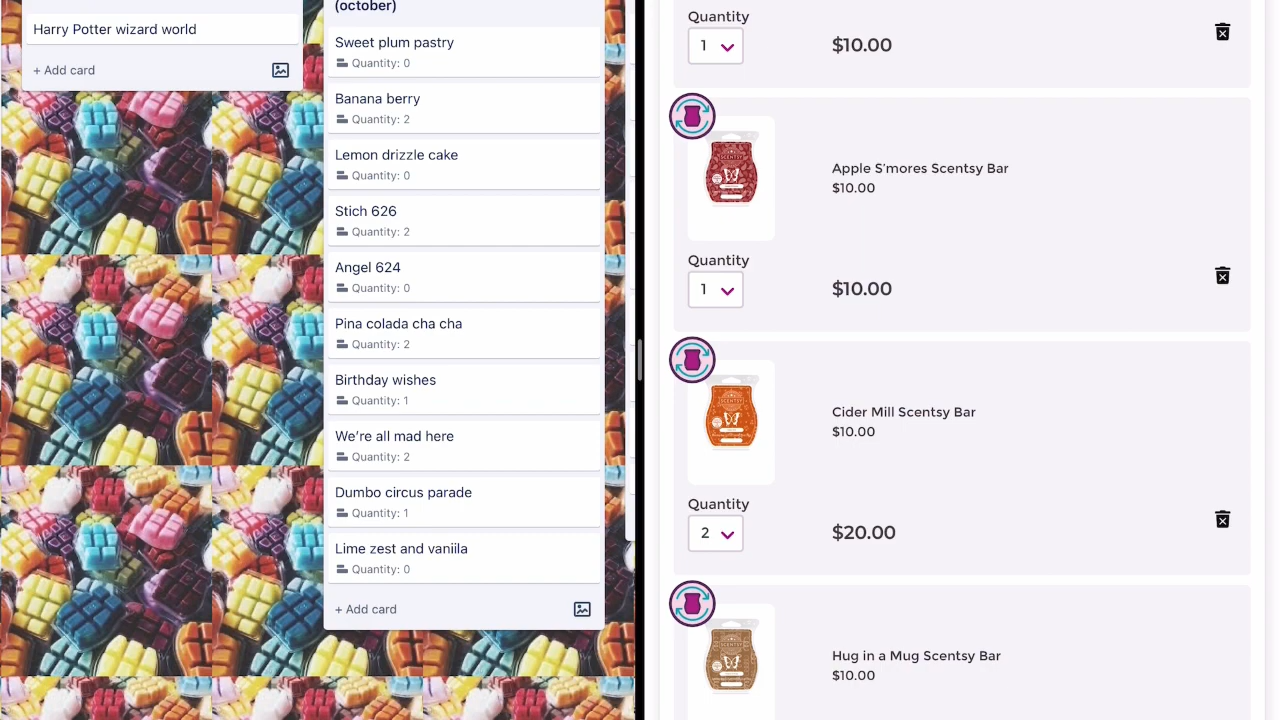 Harry Potter wizard world
+ Add card
(october)
Sweet plum pastry
Quantity: 0
Banana berry
Quantity: 2
Lemon drizzle cake
Quantity: 0
Stich 626
Quantity: 2
Angel 624
Quantity: 0
Pina colada cha cha
Quantity: 2
Birthday wishes
Quantity: 1
We're all mad here
Quantity: 2
Dumbo circus parade
Quantity: 1
Lime zest and vaniila
Quantity: 0
+ Add card
Quantity
1
$10.00
SCENTSY
Apple S'mores Scentsy Bar
$10.00
Quantity
1
$10.00
SCENTSY
Cider Mill Scentsy Bar
$10.00
Quantity
2
$20.00
SCENTSY
Hug in a Mug Scentsy Bar
$10.00